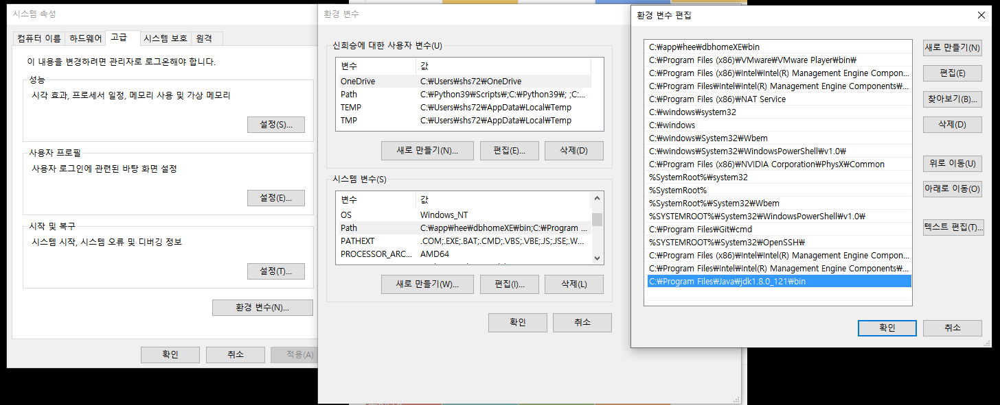 시스템 속성
컴퓨터 이름 하드웨어 고급 시스템 보호 원격
이 내용을 변경하려면 관리자로 로그온해야 합니다.
성능
시각 효과, 프로세서 일정, 메모리 사용 및 가상 메모리
설정(S)...
사용자 프로필
사용자 로그인에 관련된 바탕 화면 설정
설정(E)...
시작 및 복구
시스템 시작, 시스템 오류 및 디버깅 정보
설정(T)...
환경 변수(N)...
확인 취소 적용(A)
환경 변수
신희승에 대한 사용자 변수(U)
변수 값
OneDrive C:₩Users₩shs72₩OneDrive
Path C:₩Python39₩Scripts₩;C:₩Python39₩; ;C:...
TEMP C:₩Users₩shs72₩AppData₩Local₩Temp
TMP C:₩Users₩shs72₩AppData₩Local₩Temp
새로 만들기(N)... 편집(E)... 삭제(D)
시스템 변수(S)
변수 값
OS Windows_NT
Path C:₩app₩hee₩dbhomeXE₩bin;C:₩Program ...
PATHEXT .COM;.EXE;.BAT;.CMD;.VBS;.VBE;.JS;.JSE;.W...
PROCESSOR_ARC... AMD64
새로 만들기(W)... 편집(I)... 삭제(L)
확인 취소
환경 변수 편집
C:₩app₩hee₩dbhomeXE₩bin
C:₩Program Files (x86)₩VMware₩VMware Player₩bin₩
C:₩Program Files (x86)₩Intel₩Intel(R) Management Engine Compon...
C:₩Program Files₩Intel₩Intel(R) Management Engine Components₩...
C:₩Program Files (x86)₩NAT Service
C:₩windows₩system32
C:₩windows
C:₩windows₩System32₩Wbem
C:₩windows₩System32₩WindowsPowerShell₩v1.0₩
C:₩Program Files (x86)₩NVIDIA Corporation₩PhysX₩Common
%SystemRoot%₩system32
%SystemRoot%
%SystemRoot%₩System32₩Wbem
%SYSTEMROOT%₩System32₩WindowsPowerShell₩v1.0₩
C:₩Program Files₩Git₩cmd
%SYSTEMROOT%₩System32₩OpenSSH₩
C:₩Program Files (x86)₩Intel₩Intel(R) Management Engine Compon...
C:₩Program Files₩Intel₩Intel(R) Management Engine Components₩...
C:₩Program Files₩Java₩jdk1.8.0_121₩bin
새로 만들기(N)
편집(E)
찾아보기(B)...
삭제(D)
위로 이동(U)
아래로 이동(O)
텍스트 편집(T)...
확인 취소